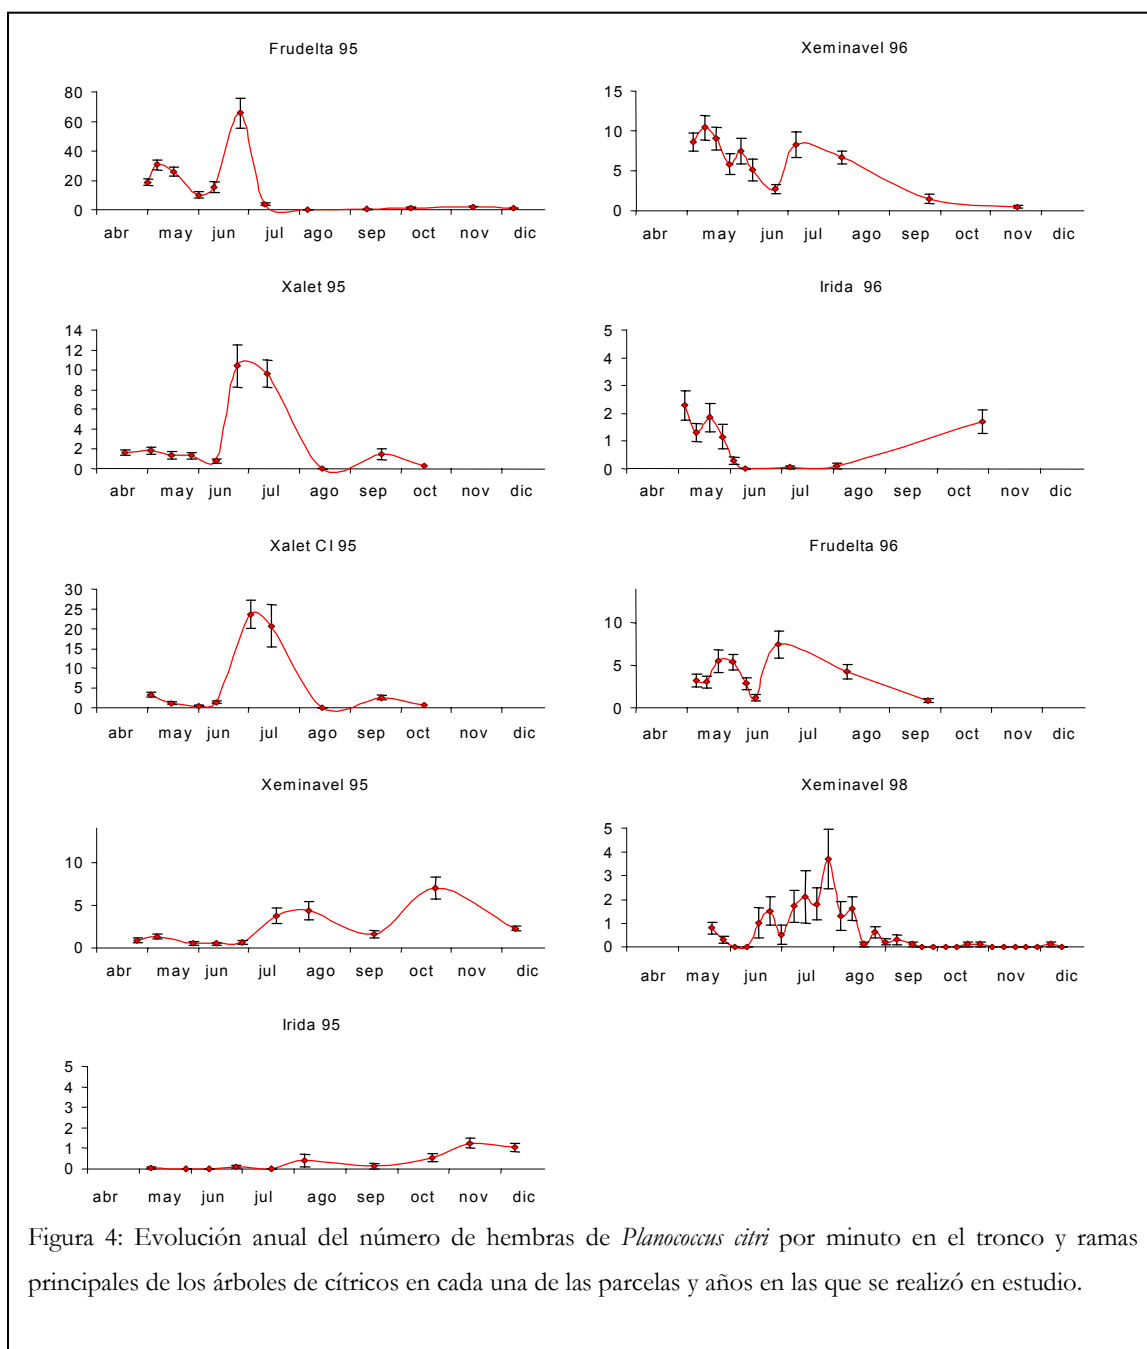 Frudelta 95
80
60
40
20
0
abr may jun jul ago sep oct nov dic
Xeminavel 96
15
10
5
0
abr may jun jul ago sep oct nov dic
Xalet 95
14
12
10
8
6
4
2
0
abr may jun jul ago sep oct nov dic
Irida 96
5
4
3
2
1
0
abr may jun jul ago sep oct nov dic
Xalet CI 95
30
25
20
15
10
5
0
abr may jun jul ago sep oct nov dic
Frudelta 96
10
5
0
abr may jun jul ago sep oct nov dic
Xeminavel 95
10
5
0
abr may jun jul ago sep oct nov dic
Xeminavel 98
5
4
3
2
1
0
abr may jun jul ago sep oct nov dic
Irida 95
5
4
3
2
1
0
abr may jun jul ago sep oct nov dic
Figura 4: Evolución anual del número de hembras de Planococcus citri por minuto en el tronco y ramas
principales de los árboles de cítricos en cada una de las parcelas y años en las que se realizó en estudio.